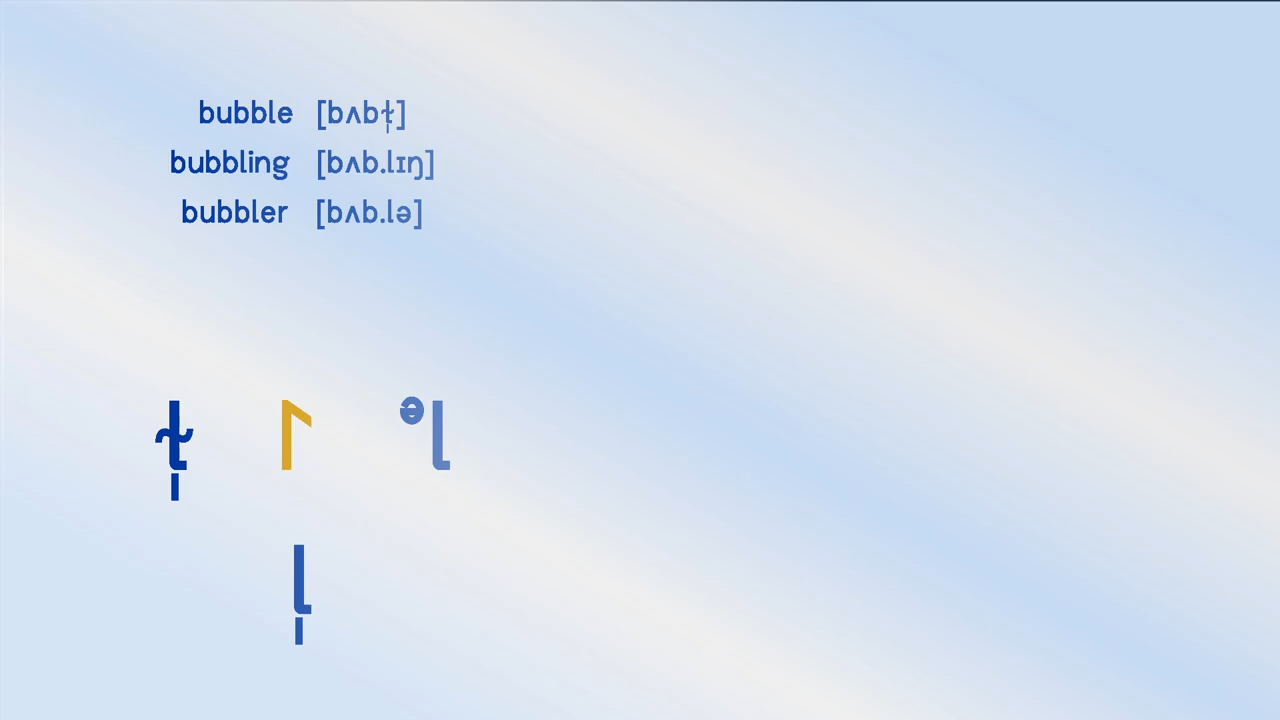 bubble [bʌbɫ̩]
bubbling [bʌb.lɪŋ]
bubbler [bʌb.lə]
ɫ̩ ᛚ ᵊl
l̩